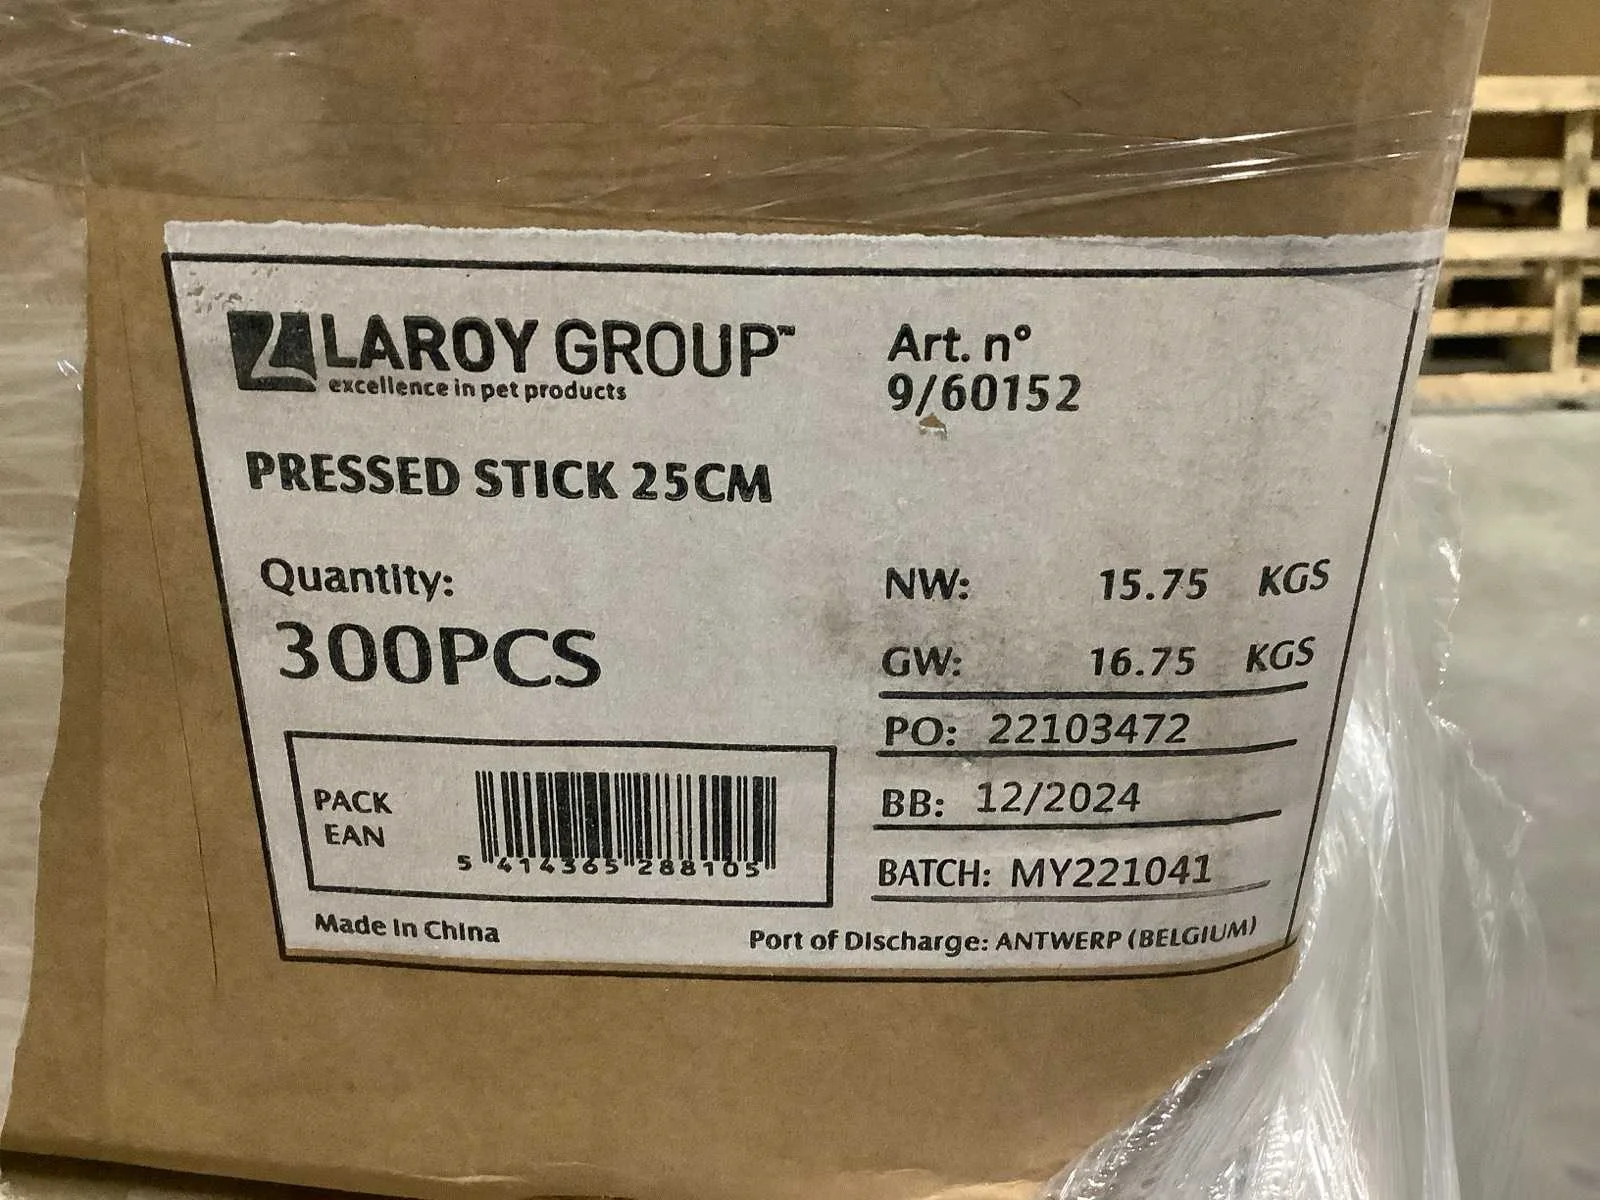 LAROY GROUP™
excellence in pet products
Art. n°
9/60152
PRESSED STICK 25CM
Quantity:
300PCS
NW: 15.75 KGS
GW: 16.75 KGS
PO: 22103472
BB: 12/2024
BATCH: MY221041
PACK
EAN
5 414365 288105
Made in China
Port of Discharge: ANTWERP (BELGIUM)